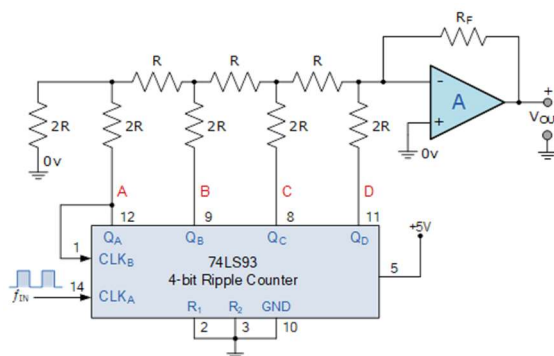 R_F
R R R
- A + V_OUT
2R 2R 2R 2R 2R
+
0v
0v
A B C D
12 9 8 11
+5V
1 Q_A Q_B Q_C Q_D
CLK_B 74LS93 5
4-bit Ripple Counter
f_IN 14 CLK_A
R_1 R_2 GND
2 3 10